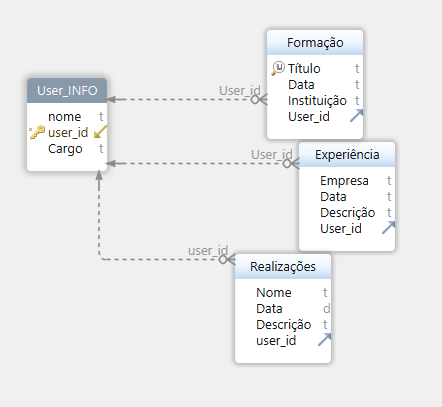 Formação
Título t
Data t
Instituição t
User_id
User_id
User_INFO
nome t
user_id
Cargo t
User_id
Experiência
Empresa t
Data t
Descrição t
User_id
user_id
Realizações
Nome t
Data d
Descrição t
user_id